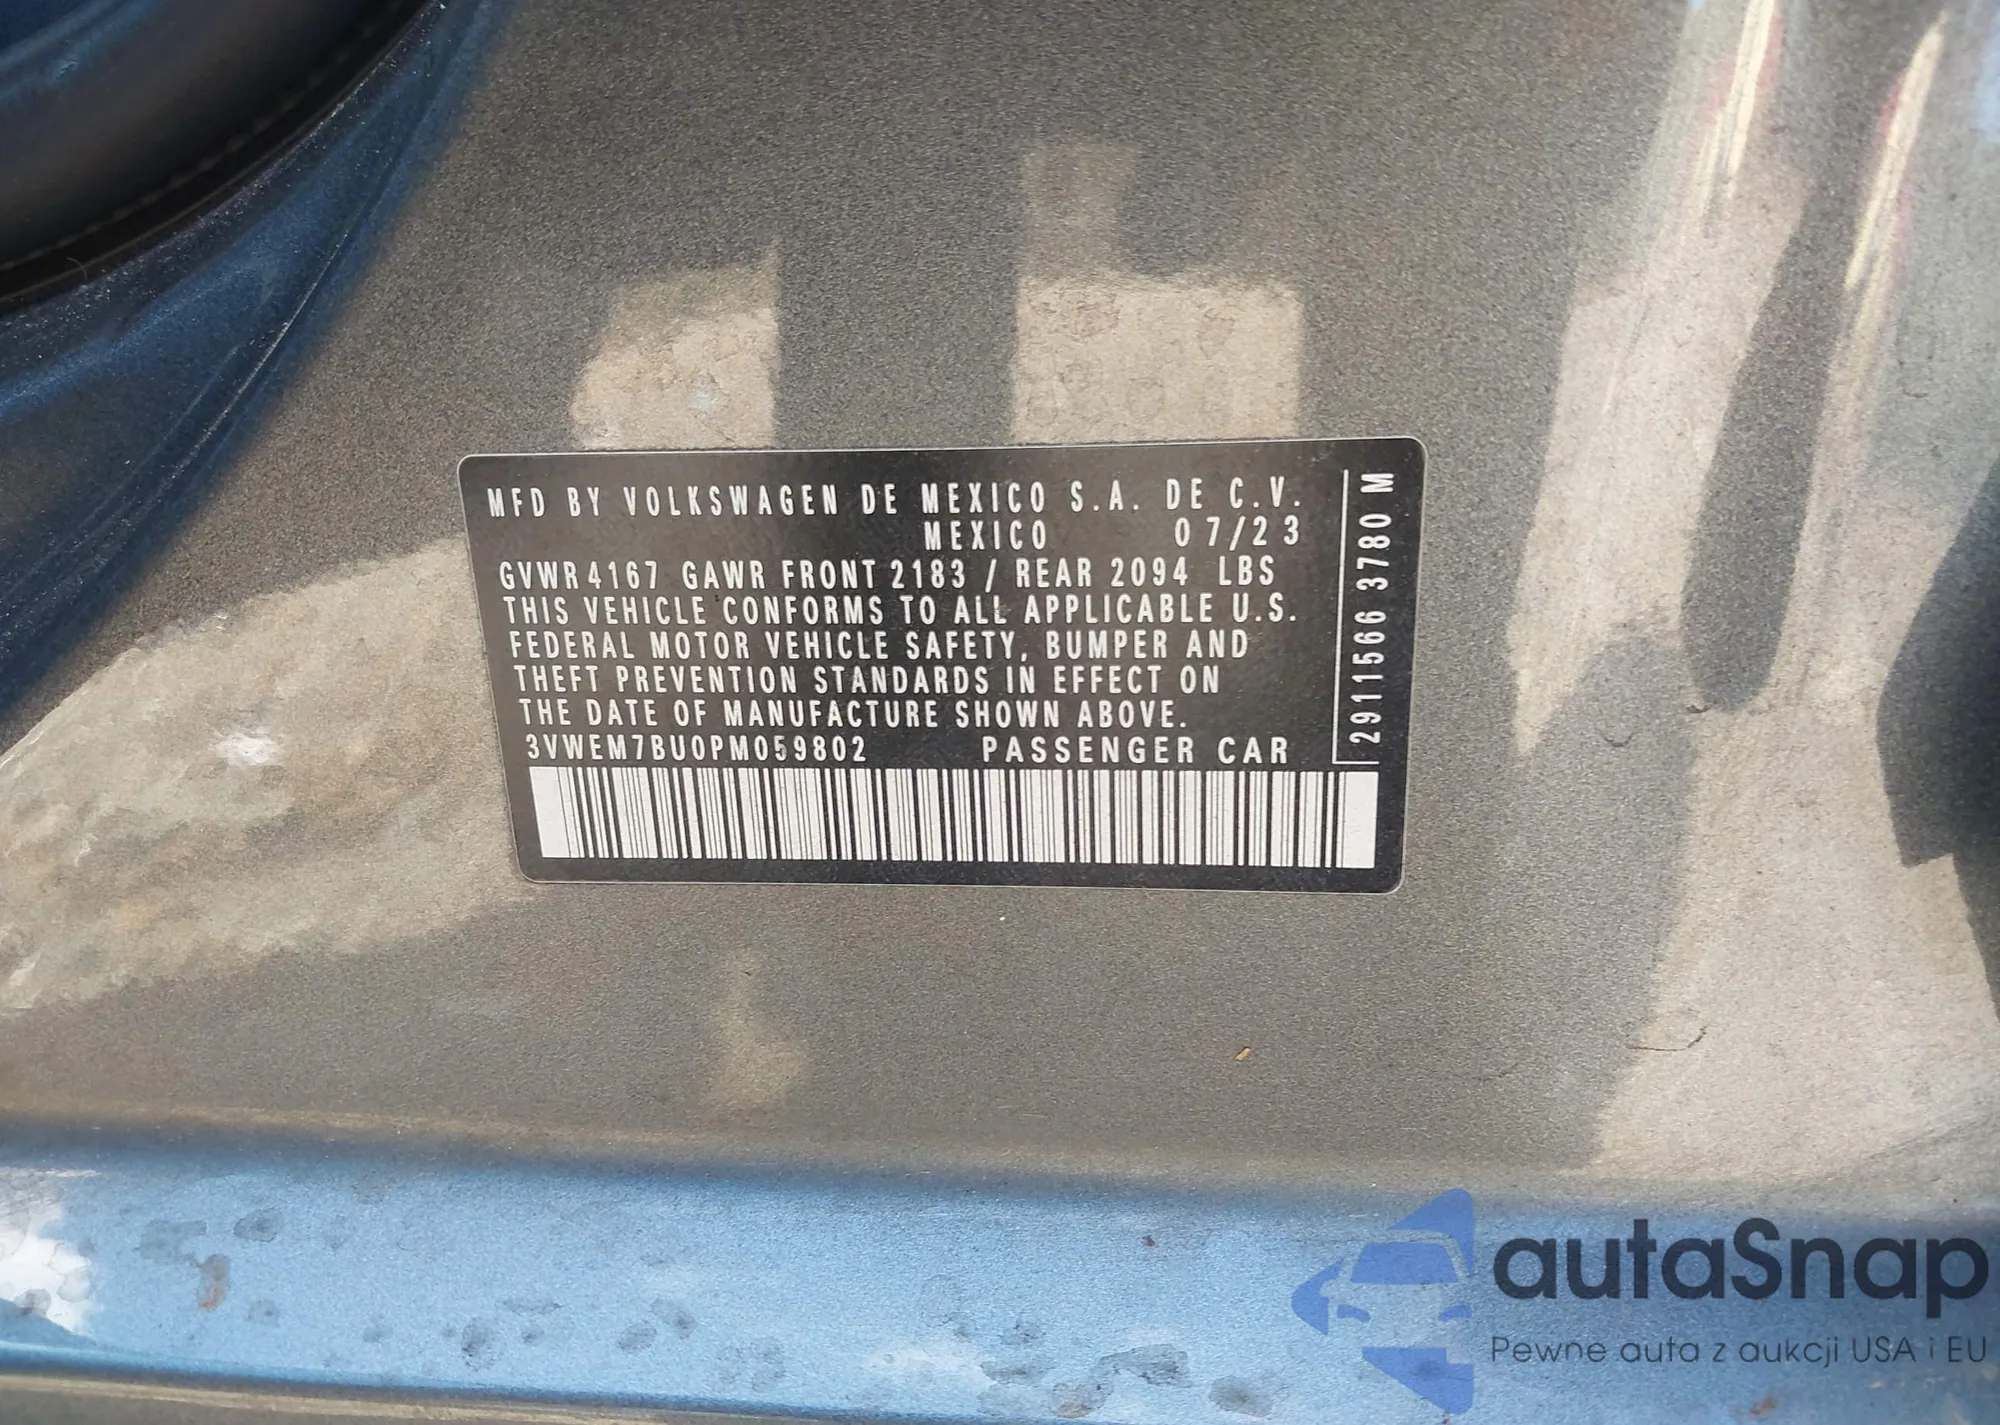 MFD BY VOLKSWAGEN DE MEXICO S.A. DE C.V.
MEXICO 07/23
GVWR 4167 GAWR FRONT 2183 / REAR 2094 LBS
THIS VEHICLE CONFORMS TO ALL APPLICABLE U.S.
FEDERAL MOTOR VEHICLE SAFETY, BUMPER AND
THEFT PREVENTION STANDARDS IN EFFECT ON
THE DATE OF MANUFACTURE SHOWN ABOVE.
3VWEM7BU0PM059802 PASSENGER CAR
2911566 3780 M
autaSnap
Pewne auta z aukcji USA i EU